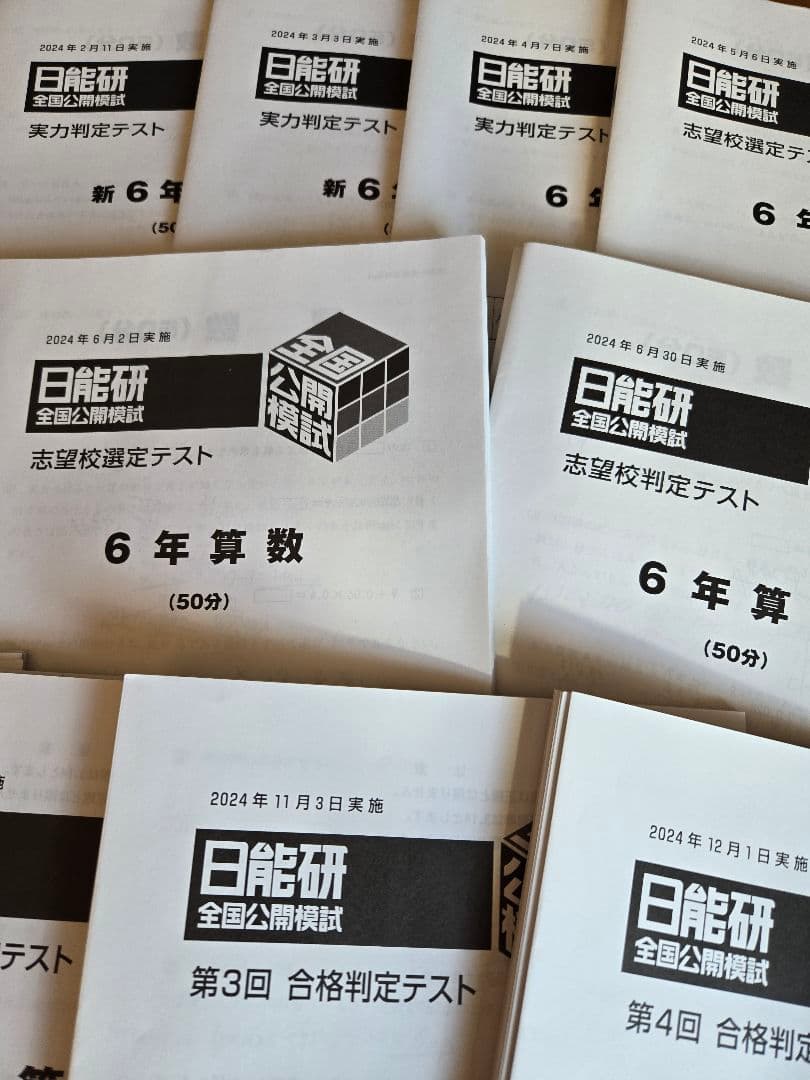 2024年2月11日実施
日能研
全国公開模試
実力判定テスト
新 6 年
(50
2024年3月3日実施
日能研
全国公開模試
実力判定テスト
新 6
(
2024年4月7日実施
日能研
全国公開模試
実力判定テスト
6
2024年5月6日実施
日能研
全国公開模試
志望校選定テス
6
2024年6月2日実施
日能研
全国公開模試
全国
公開
模試
志望校選定テスト
6 年 算 数
(50分)
2024年6月30日実施
日能研
全国公開模試
志望校判定テスト
6 年 算
(50分)
テスト
算
2024年11月3日実施
日能研
全国公開模試
第3回 合格判定テスト
2024年12月1日実施
日能研
全国公開模試
第4回 合格判定